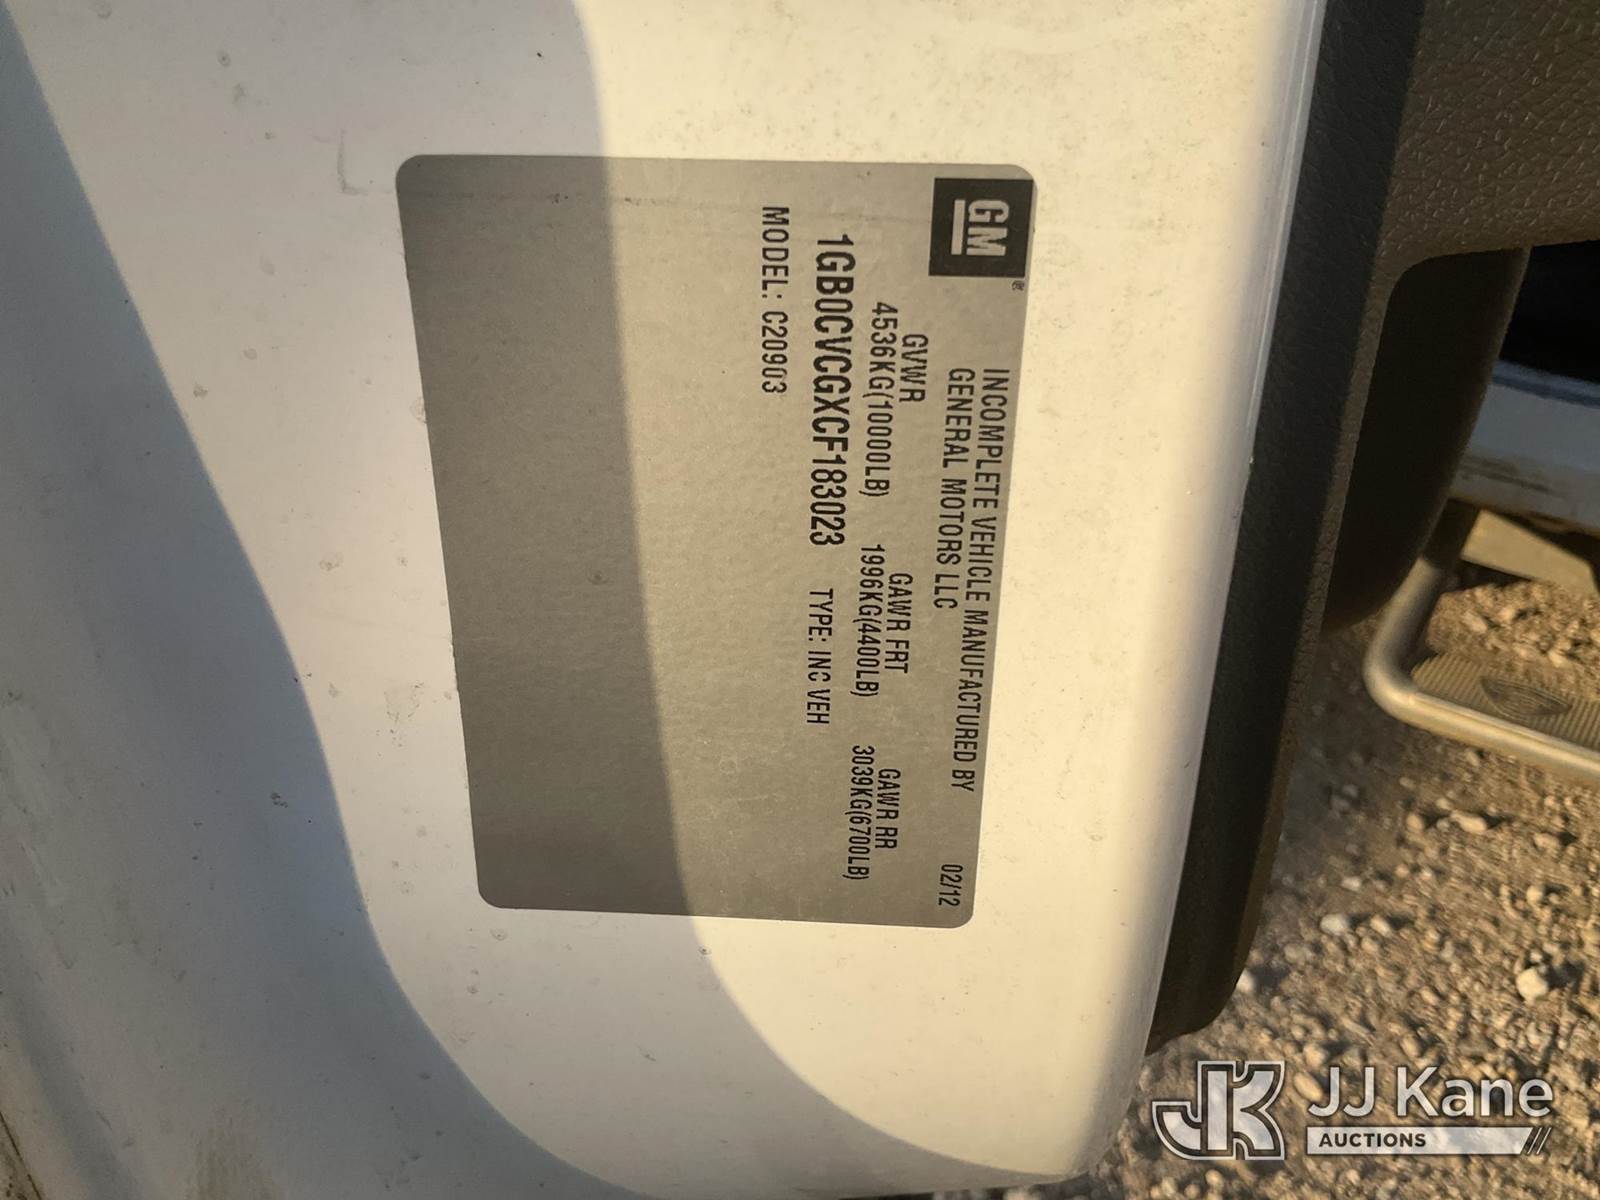 GM
INCOMPLETE VEHICLE MANUFACTURED BY
GENERAL MOTORS LLC 02/12
GVWR GAWR FRT GAWR RR
4536KG(10000LB) 1996KG(4400LB) 3039KG(6700LB)
1GB0CVCGXCF183023 TYPE: INC VEH
MODEL: C20903
JK JJ Kane
AUCTIONS